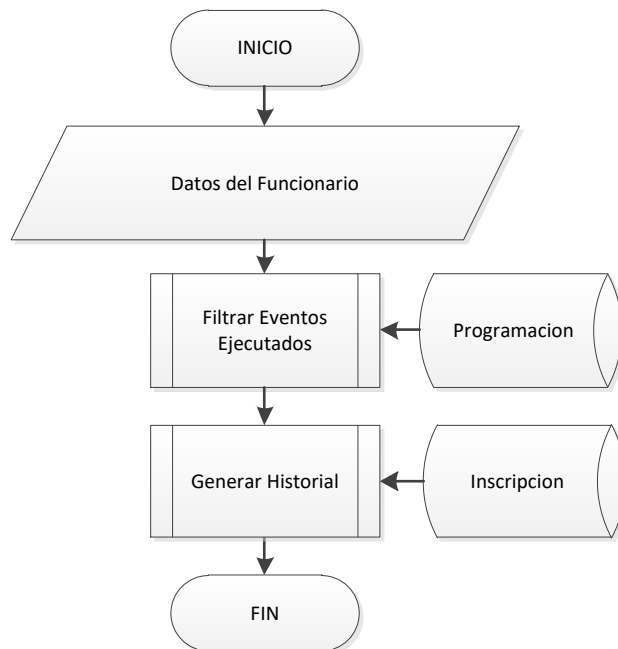 INICIO
Datos del Funcionario
Filtrar Eventos
Ejecutados
Programacion
Generar Historial
Inscripcion
FIN